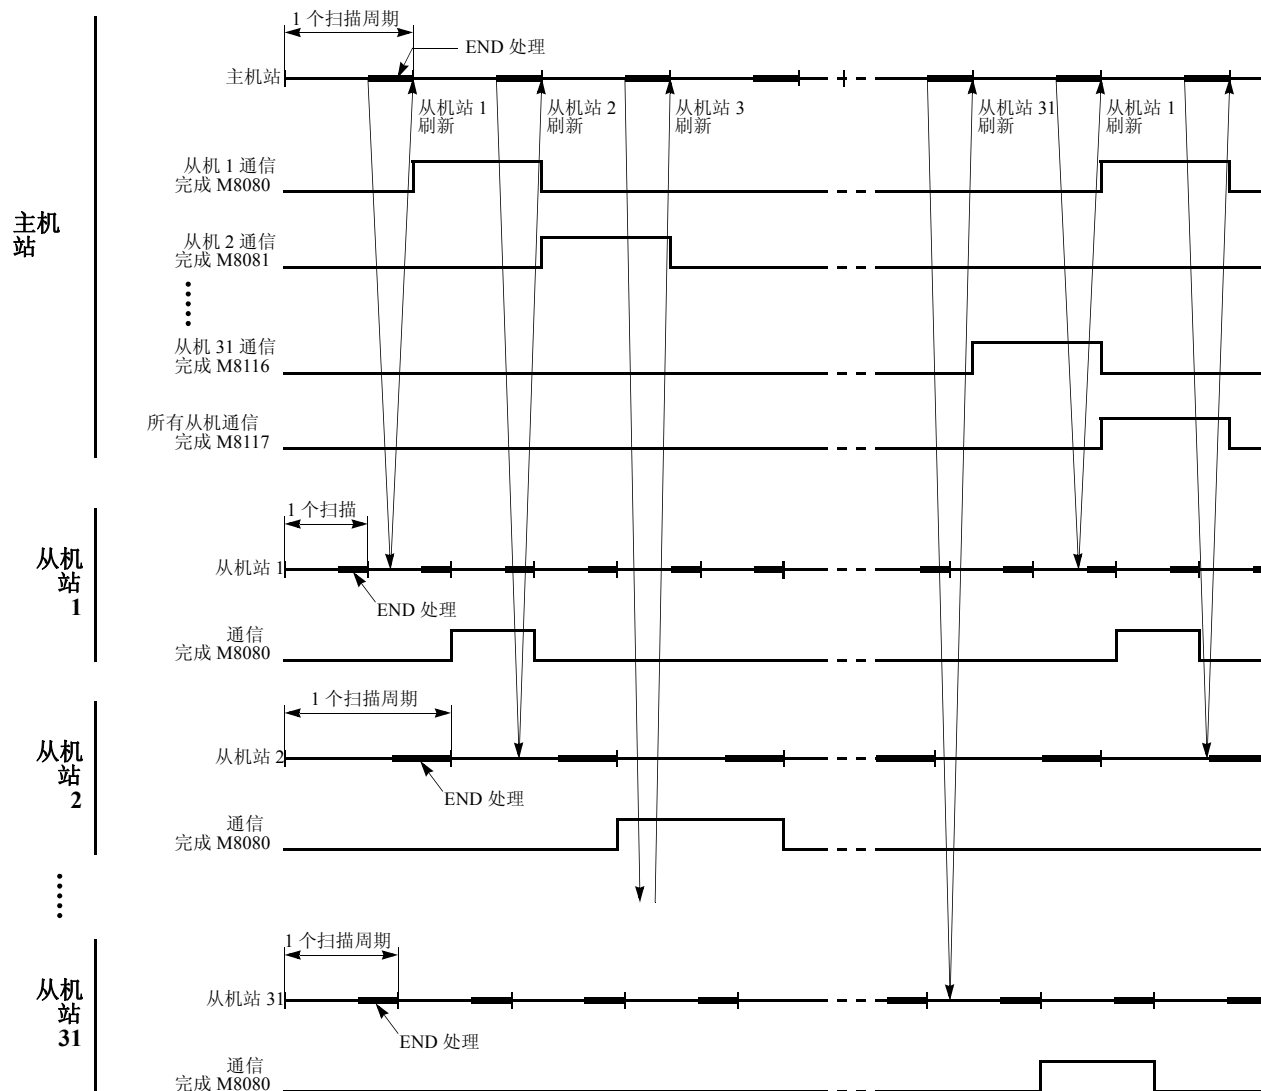 1 个扫描周期
END 处理
主机站
从机站 1
刷新
从机站 2
刷新
从机站 3
刷新
从机站 31
刷新
从机站 1
刷新
从机 1 通信
完成 M8080
主机
站
从机 2 通信
完成 M8081
从机 31 通信
完成 M8116
所有从机通信
完成 M8117
1 个扫描
从机
站
1
从机站 1
END 处理
通信
完成 M8080
1 个扫描周期
从机
站
2
从机站 2
END 处理
通信
完成 M8080
1 个扫描周期
从机
站
31
从机站 31
END 处理
通信
完成 M8080